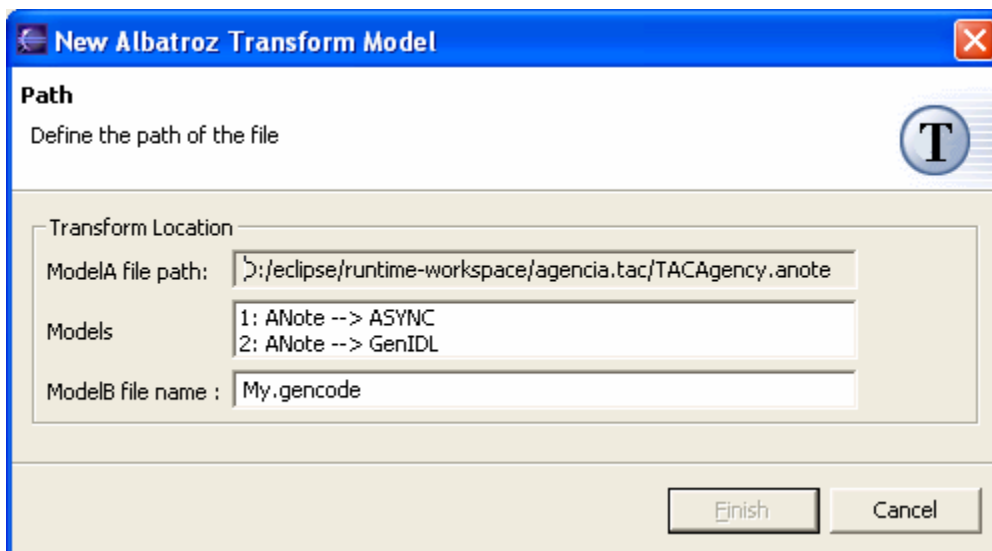 New Albatroz Transform Model
Path
Define the path of the file
T
Transform Location
ModelA file path: :/eclipse/runtime-workspace/agencia.tac/TACAgency.anote
Models
1: ANote --> ASYNC
2: ANote --> GenIDL
ModelB file name : My.gencode
Finish Cancel